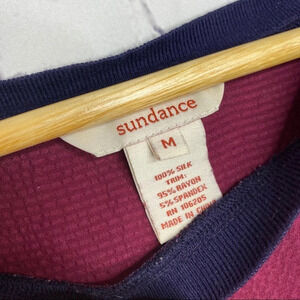 sundance
M
100% SILK
TRIM:
95% RAYON
5% SPANDEX
RN 106205
MADE IN CHINA